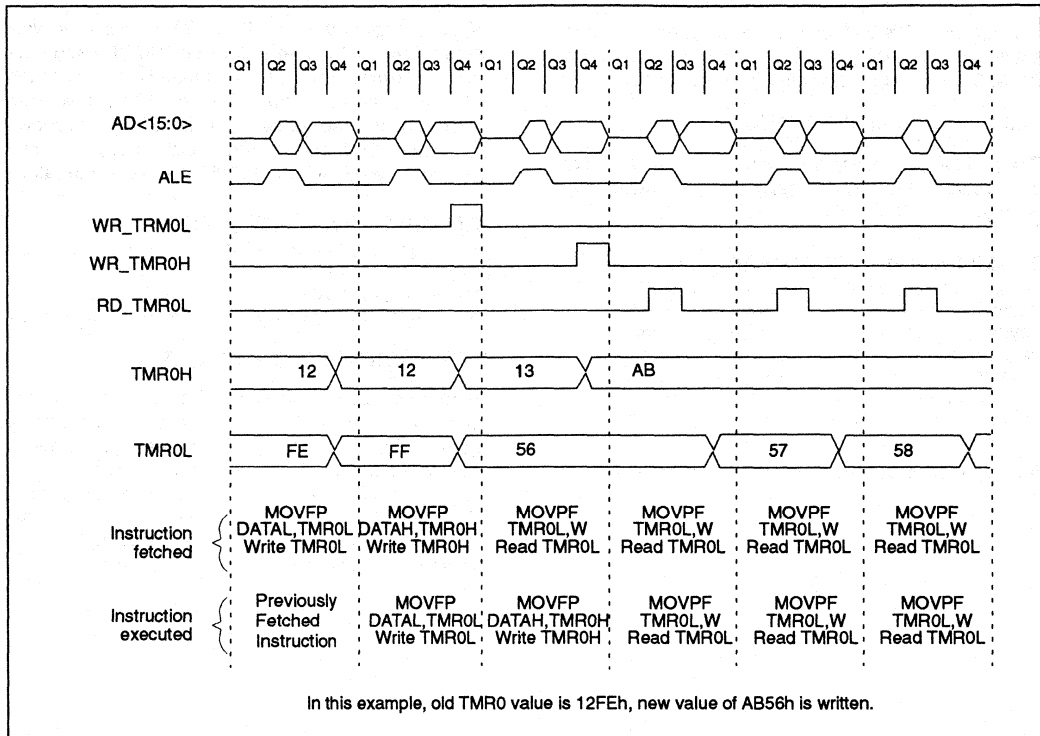 Q1 Q2 Q3 Q4 Q1 Q2 Q3 Q4 Q1 Q2 Q3 Q4 Q1 Q2 Q3 Q4 Q1 Q2 Q3 Q4 Q1 Q2 Q3 Q4
AD<15:0>
ALE
WR_TRM0L
WR_TMR0H
RD_TMR0L
TMR0H 12 12 13 AB
TMR0L FE FF 56 57 58
MOVFP MOVFP MOVPF MOVPF MOVPF MOVPF
Instruction DATAL,TMR0L DATAH,TMR0H TMR0L,W TMR0L,W TMR0L,W TMR0L,W
fetched Write TMR0L Write TMR0H Read TMR0L Read TMR0L Read TMR0L Read TMR0L
Previously MOVFP MOVFP MOVPF MOVPF MOVPF
Instruction Fetched DATAL,TMR0L DATAH,TMR0H TMR0L,W TMR0L,W TMR0L,W
executed Instruction Write TMR0L Write TMR0H Read TMR0L Read TMR0L Read TMR0L
In this example, old TMR0 value is 12FEh, new value of AB56h is written.